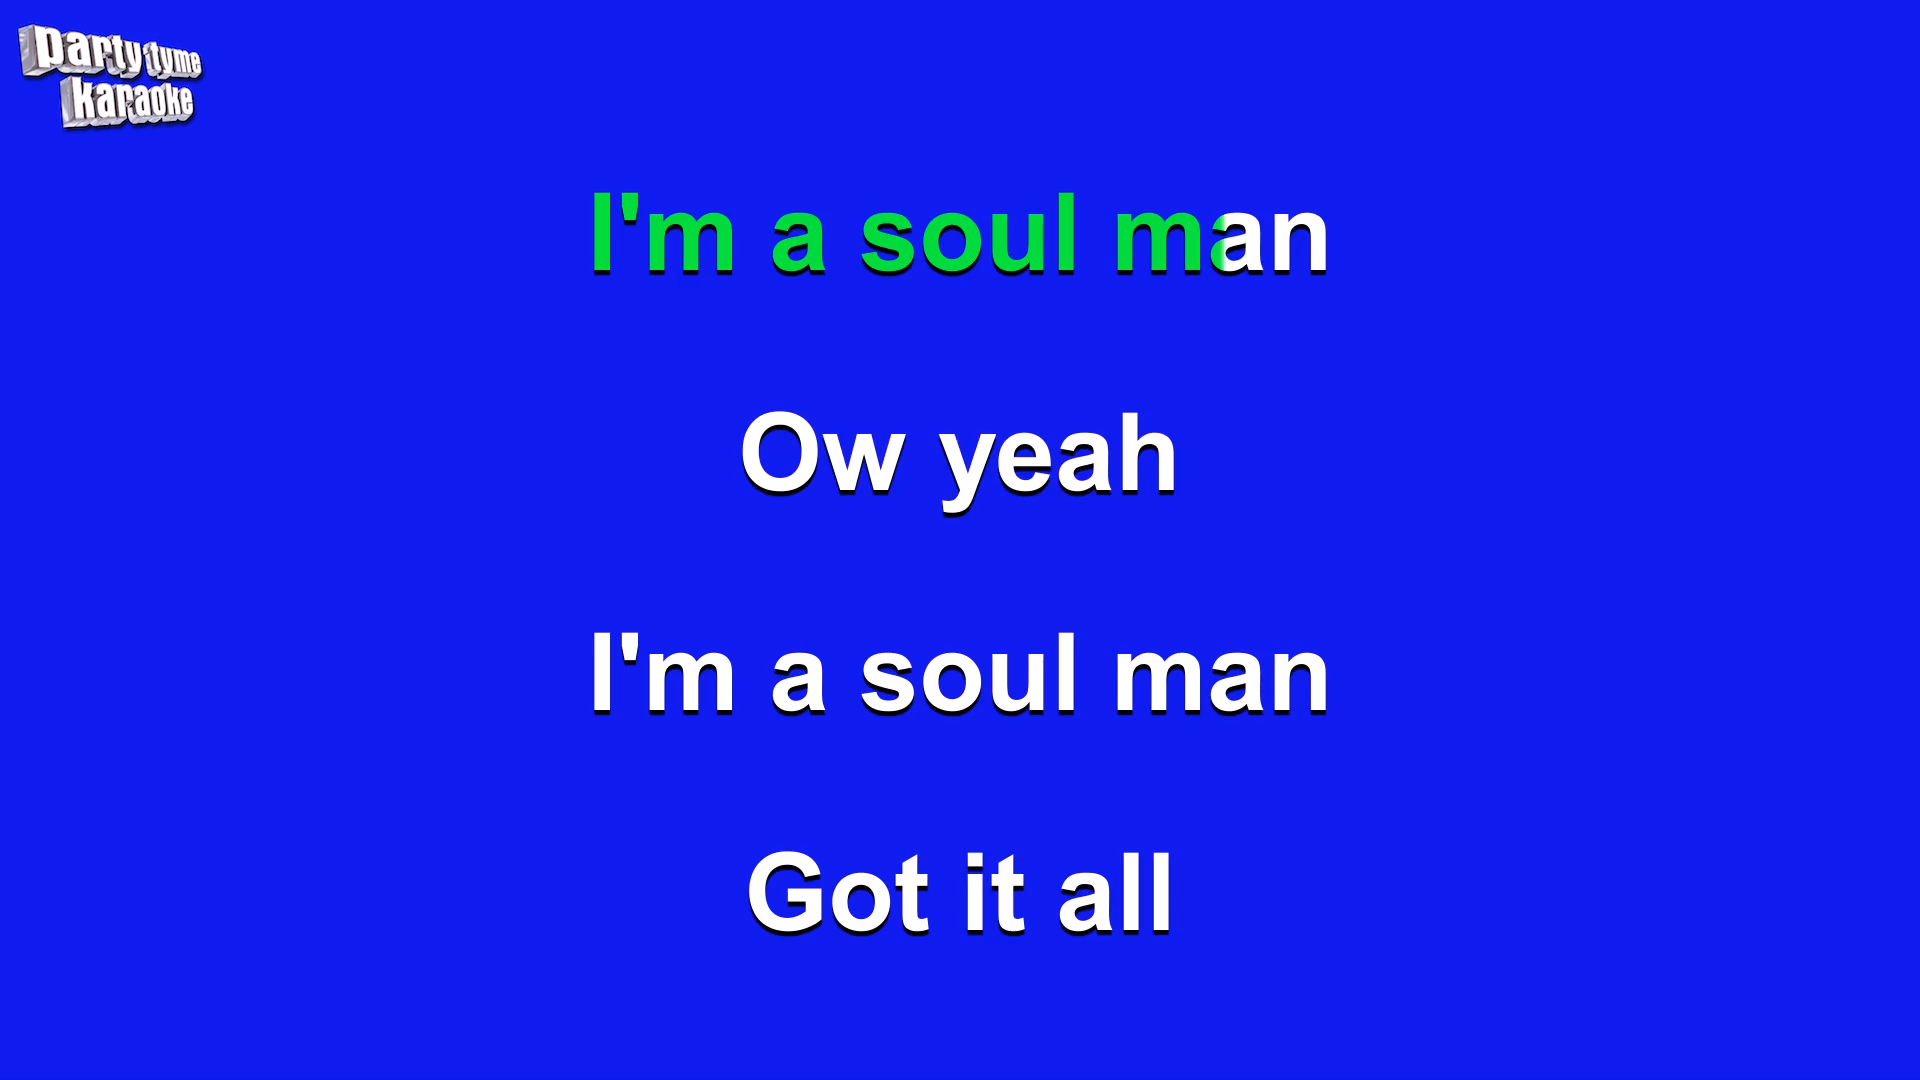 party tyme
karaoke
I'm a soul man
Ow yeah
I'm a soul man
Got it all